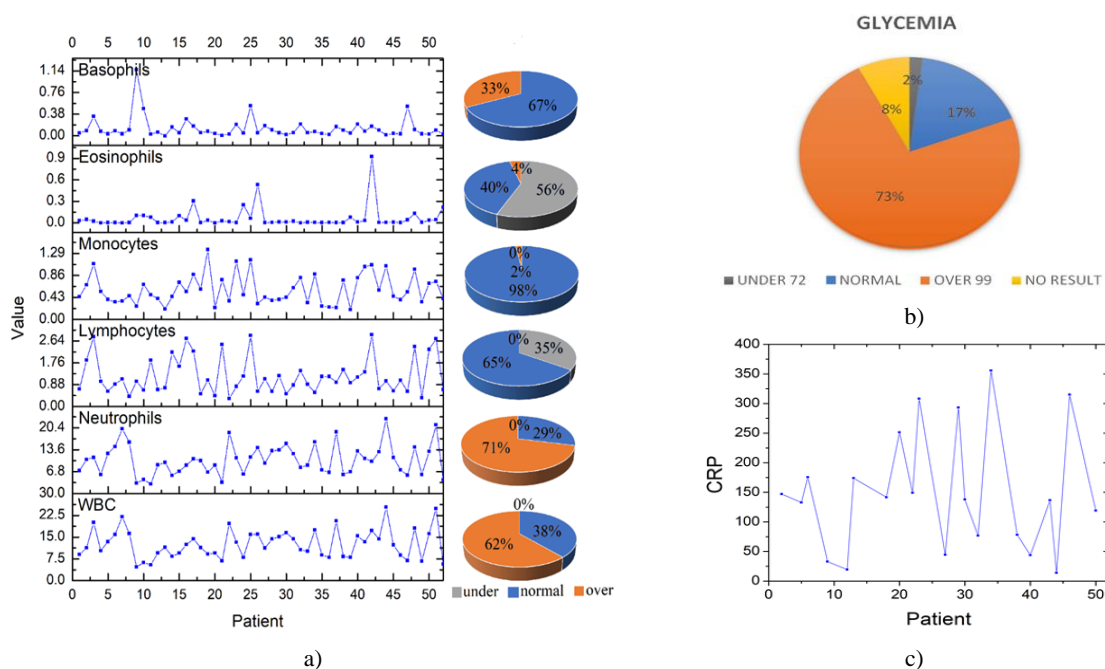 0 5 10 15 20 25 30 35 40 45 50
Basophils
1.14
0.76
0.38
0.00
33%
67%
Eosinophils
0.9
0.6
0.3
0.0
4%
40%
56%
Monocytes
1.29
0.86
0.43
0.00
0%
2%
98%
Lymphocytes
2.64
1.76
0.88
0.00
0%
35%
65%
Neutrophils
20.4
13.6
6.8
0%
29%
71%
WBC
30.0
22.5
15.0
7.5
0.0
0%
38%
62%
Value
0 5 10 15 20 25 30 35 40 45 50
Patient
under normal over
a)
GLYCEMIA
2%
17%
8%
73%
UNDER 72 NORMAL OVER 99 NO RESULT
b)
400
350
300
250
200
150
100
50
0
CRP
0 10 20 30 40 50
Patient
c)